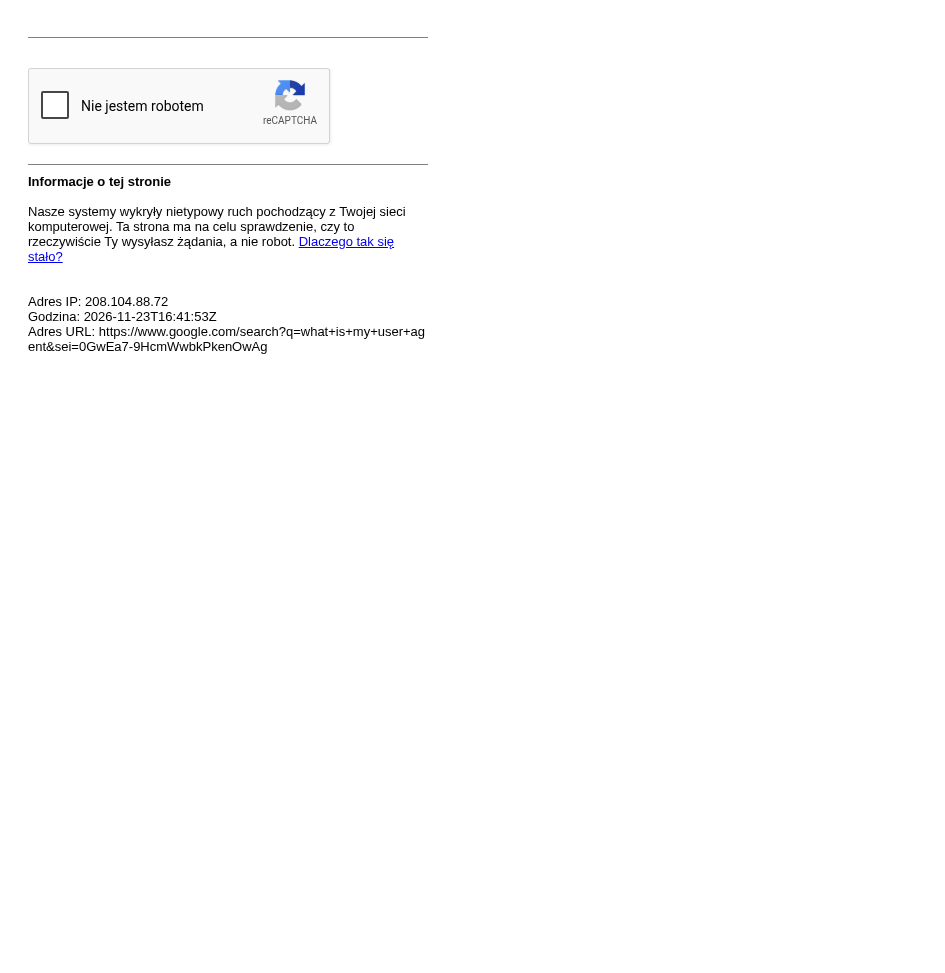 Nie jestem robotem
reCAPTCHA
Informacje o tej stronie
Nasze systemy wykryły nietypowy ruch pochodzący z Twojej sieci
komputerowej. Ta strona ma na celu sprawdzenie, czy to
rzeczywiście Ty wysyłasz żądania, a nie robot. Dlaczego tak się
stało?
Adres IP: 208.104.88.72
Godzina: 2026-11-23T16:41:53Z
Adres URL: https://www.google.com/search?q=what+is+my+user+ag
ent&sei=0GwEa7-9HcmWwbkPkenOwAg